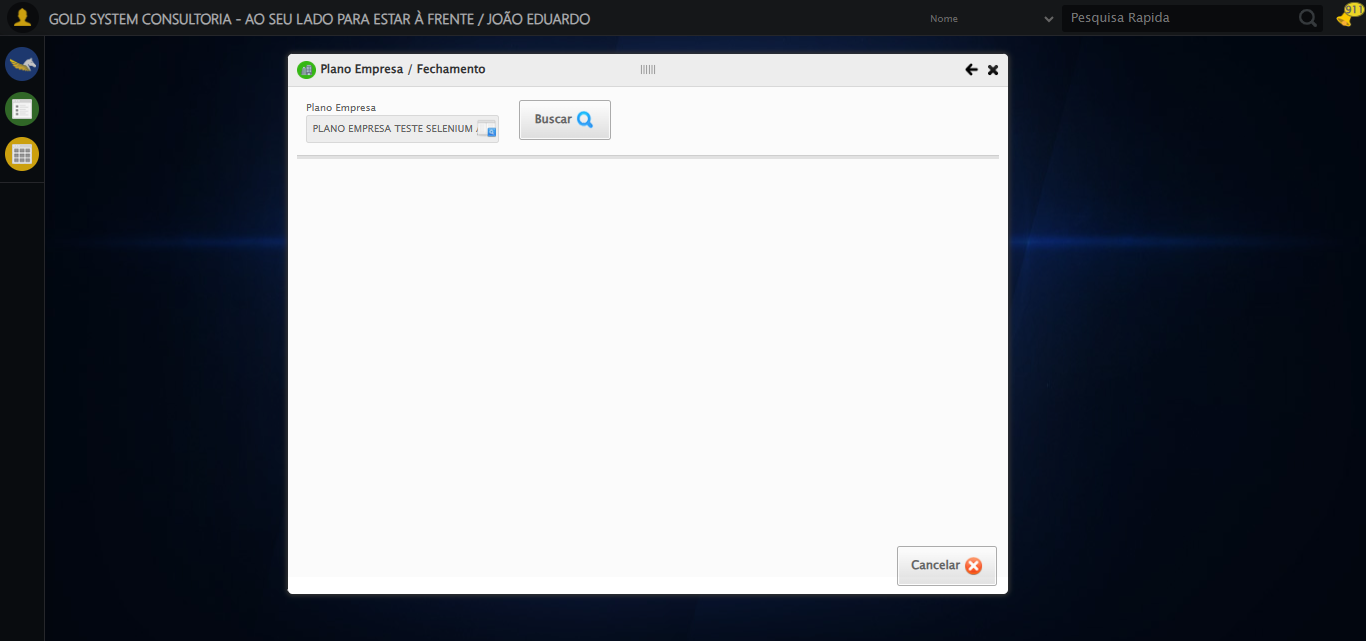 GOLD SYSTEM CONSULTORIA - AO SEU LADO PARA ESTAR À FRENTE / JOÃO EDUARDO
Nome
Pesquisa Rapida
911
Plano Empresa / Fechamento
Plano Empresa
PLANO EMPRESA TESTE SELENIUM
Buscar
Cancelar